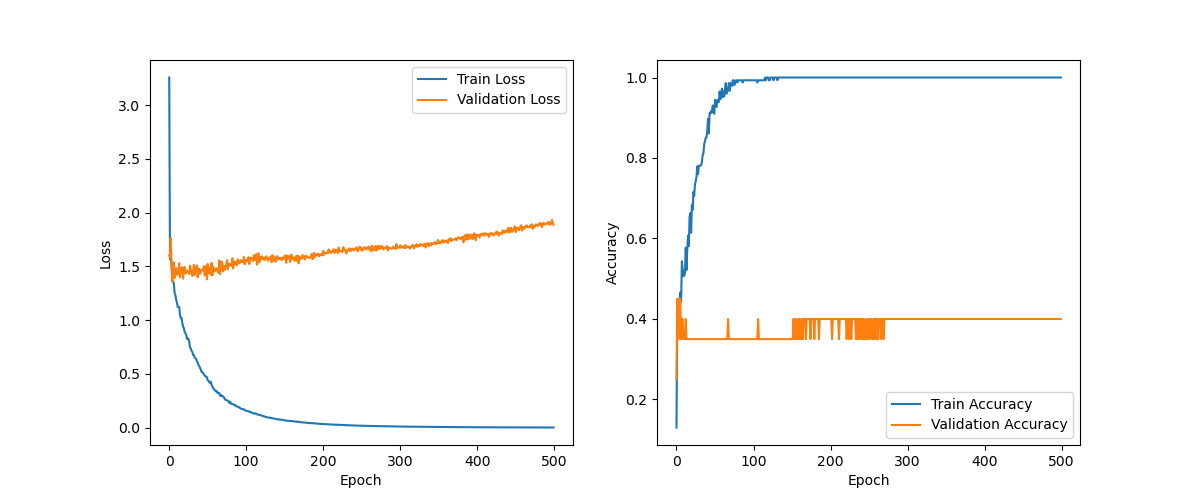 Train Loss
Validation Loss
3.0
2.5
2.0
1.5
1.0
0.5
0.0
Loss
0 100 200 300 400 500
Epoch
1.0
0.8
0.6
0.4
0.2
Accuracy
Train Accuracy
Validation Accuracy
0 100 200 300 400 500
Epoch